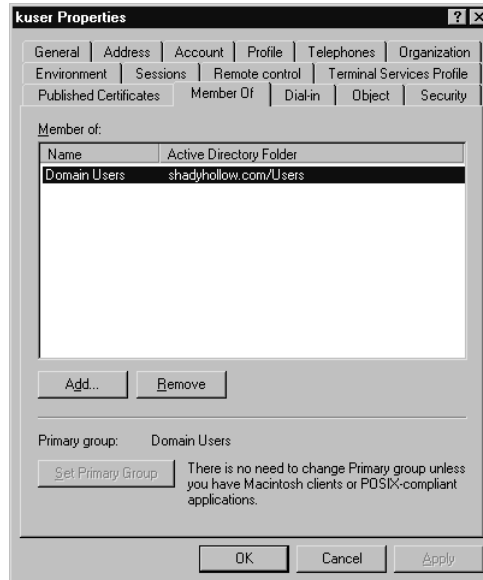 kuser Properties
General Address Account Profile Telephones Organization
Environment Sessions Remote control Terminal Services Profile
Published Certificates Member Of Dial-in Object Security
Member of:
Name Active Directory Folder
Domain Users shadyhollow.com/Users
Add... Remove
Primary group: Domain Users
Set Primary Group There is no need to change Primary group unless
you have Macintosh clients or POSIX-compliant
applications.
OK Cancel Apply